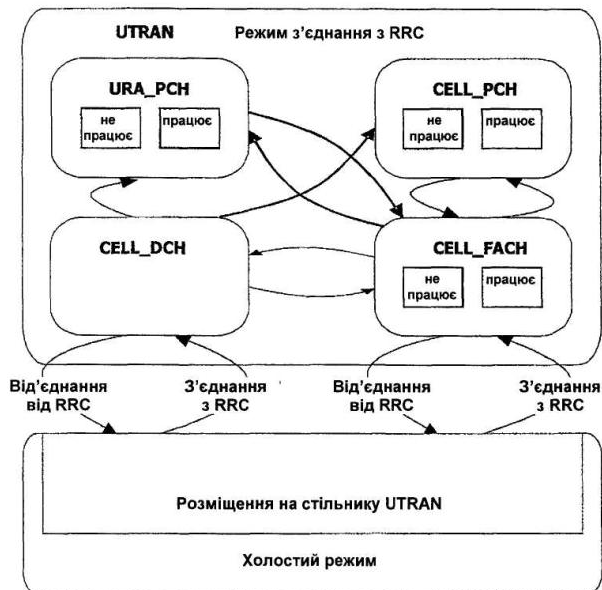 UTRAN Режим з’єднання з RRC
URA_PCH
не
працює
працює
CELL_PCH
не
працює
працює
CELL_DCH
CELL_FACH
не
працює
працює
Від’єднання
від RRC
З’єднання
з RRC
Від’єднання
від RRC
З’єднання
з RRC
Розміщення на стільнику UTRAN
Холостий режим